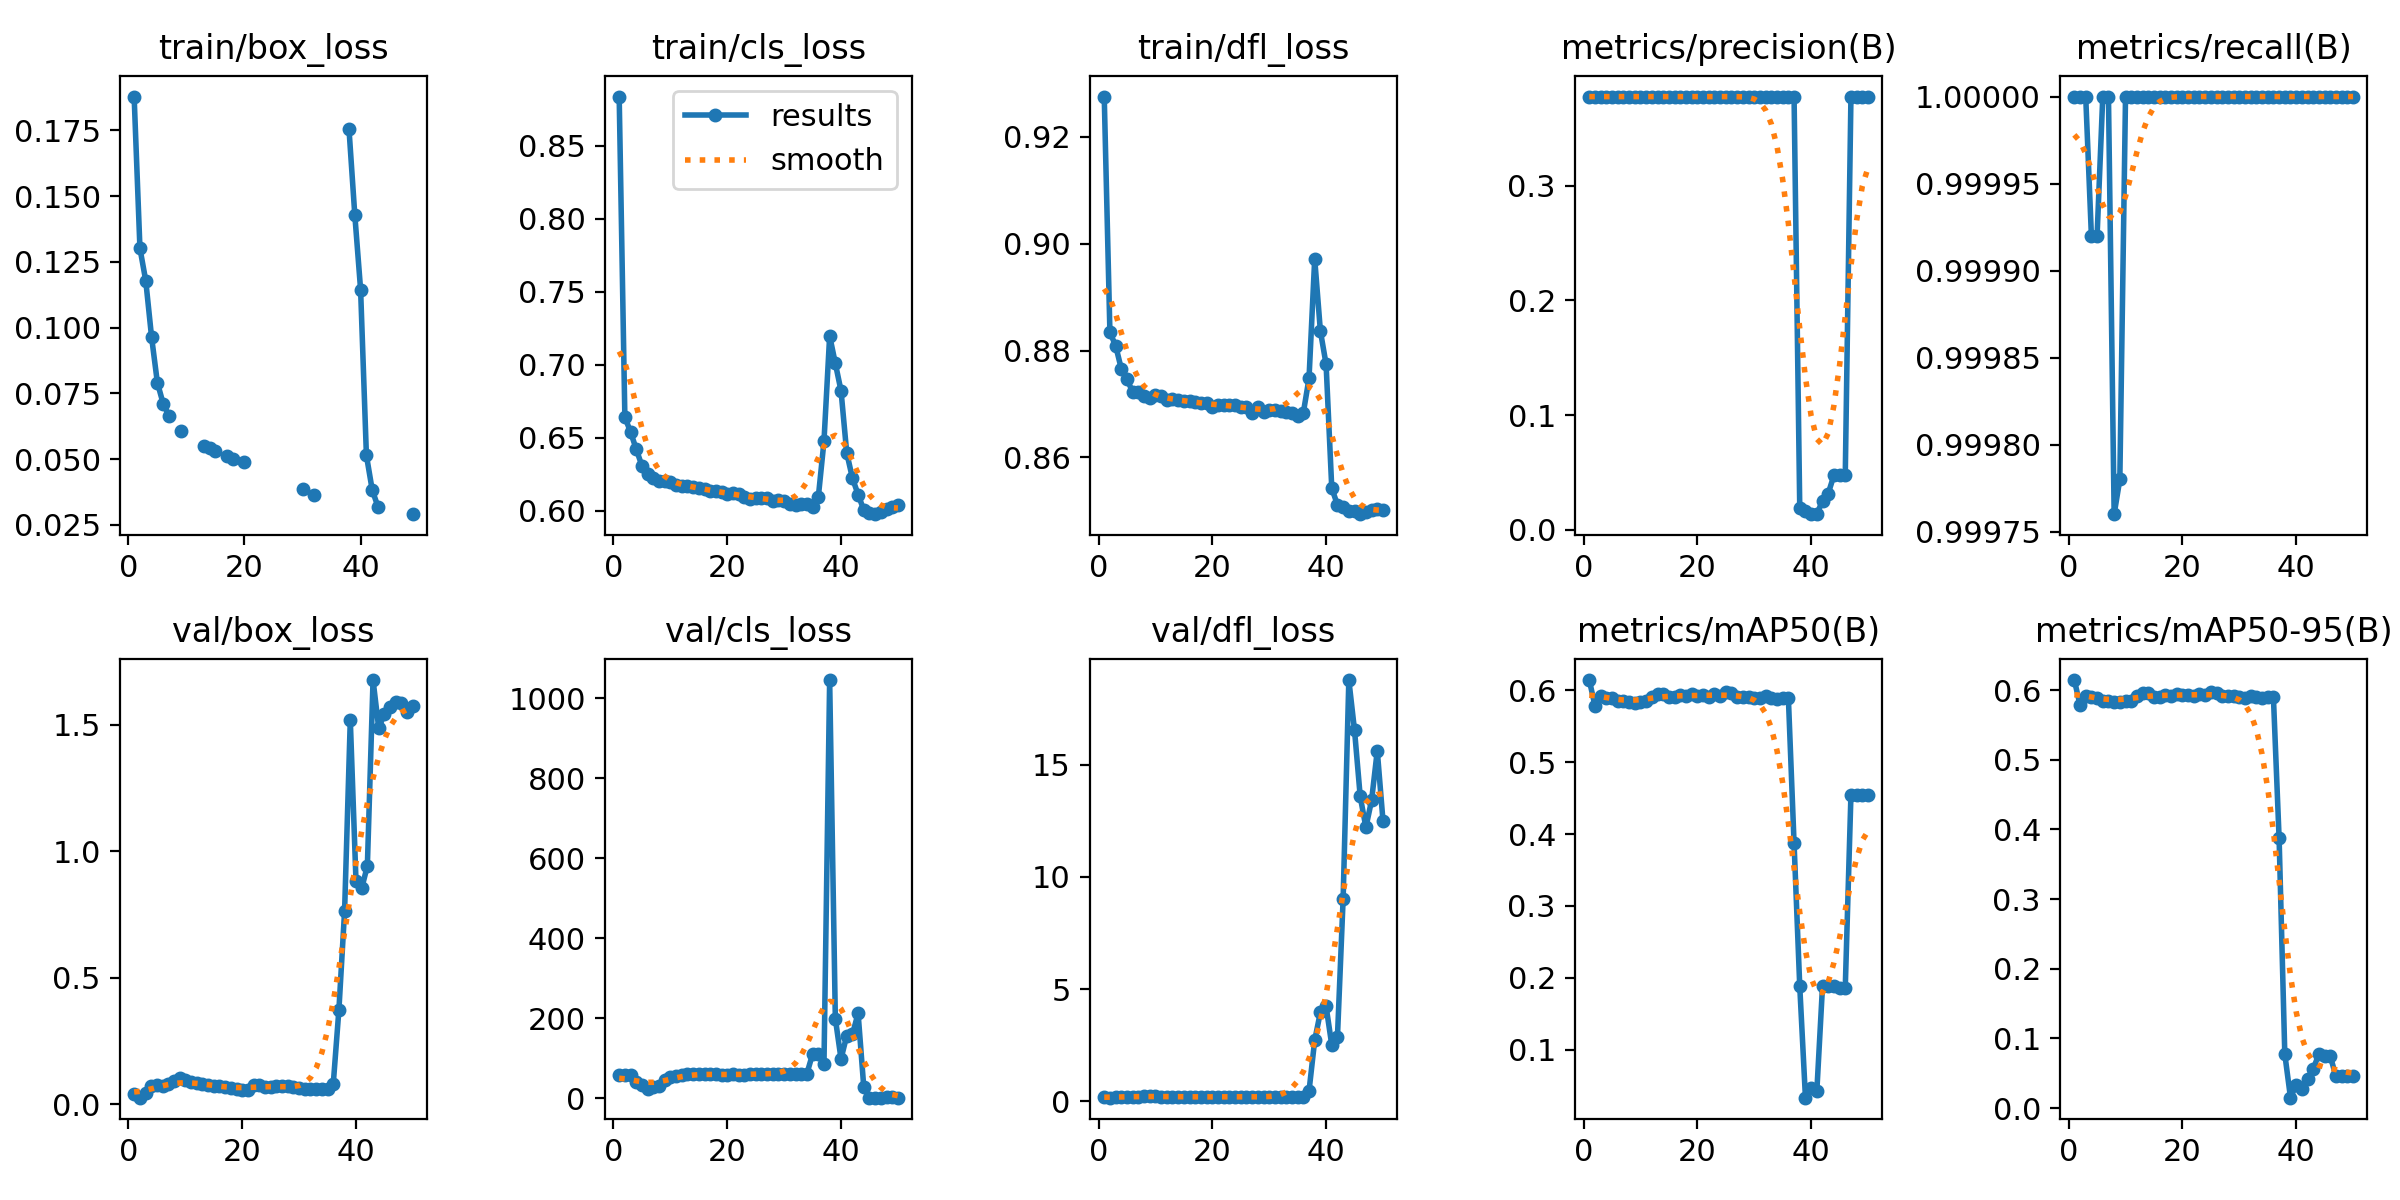 train/box_loss
0.175
0.150
0.125
0.100
0.075
0.050
0.025
0 20 40
train/cls_loss
results
smooth
0.85
0.80
0.75
0.70
0.65
0.60
0 20 40
train/dfl_loss
0.92
0.90
0.88
0.86
0 20 40
metrics/precision(B)
0.3
0.2
0.1
0.0
0 20 40
metrics/recall(B)
1.00000
0.99995
0.99990
0.99985
0.99980
0.99975
0 20 40
val/box_loss
1.5
1.0
0.5
0.0
0 20 40
val/cls_loss
1000
800
600
400
200
0
0 20 40
val/dfl_loss
15
10
5
0
0 20 40
metrics/mAP50(B)
0.6
0.5
0.4
0.3
0.2
0.1
0 20 40
metrics/mAP50-95(B)
0.6
0.5
0.4
0.3
0.2
0.1
0.0
0 20 40